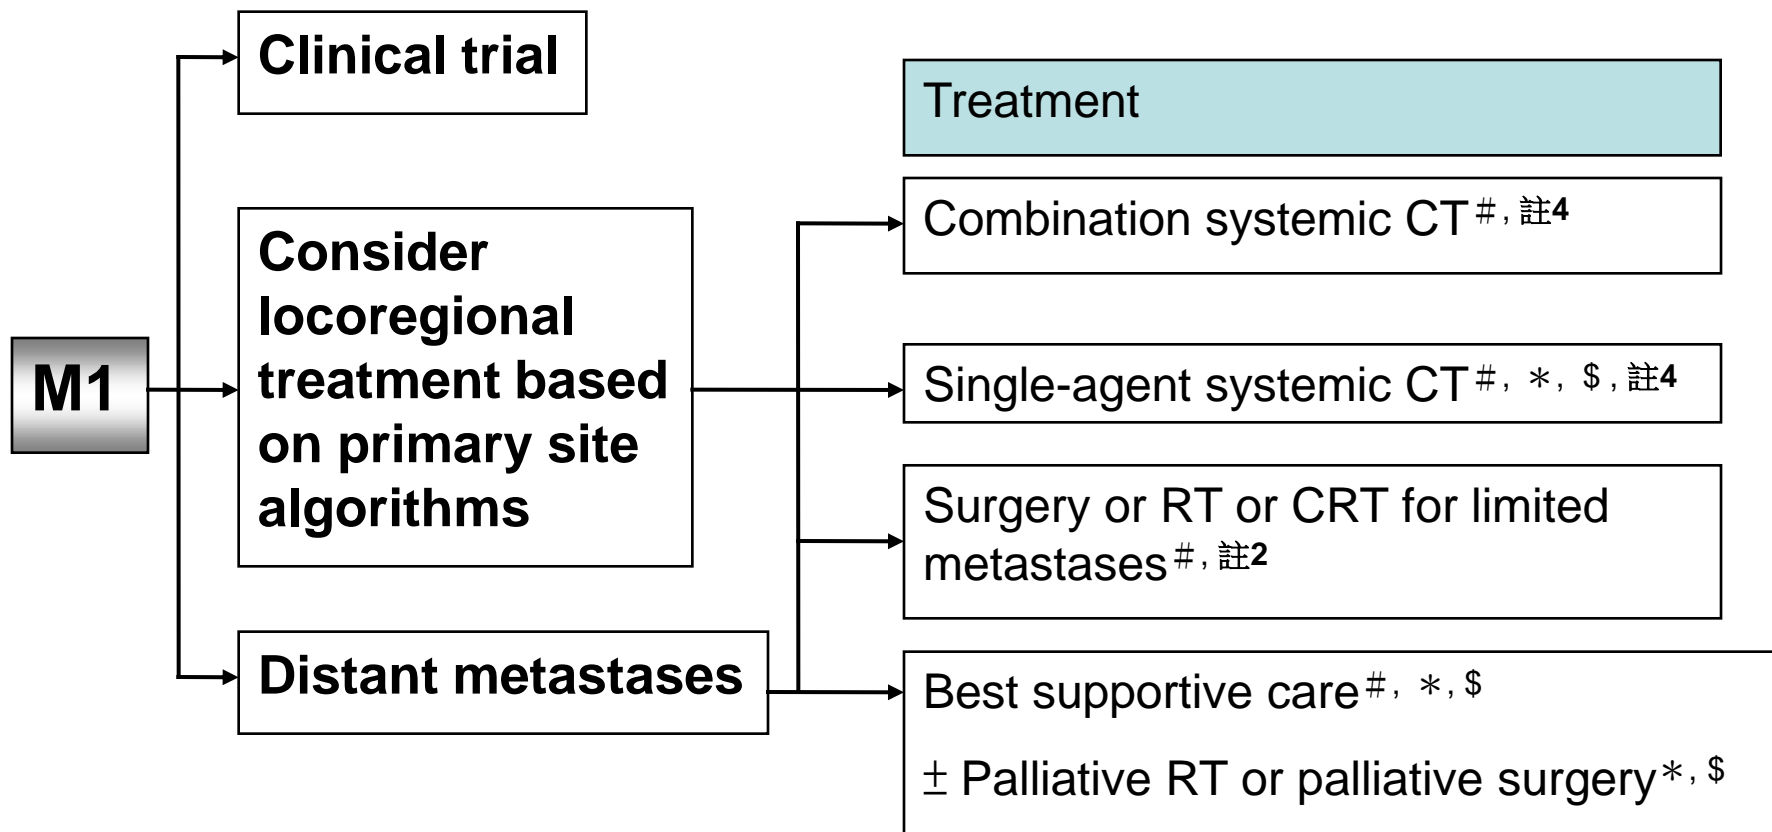 Clinical trial
Treatment
Combination systemic CT#, 註4
Consider
locoregional
treatment based
on primary site
algorithms
M1
Single-agent systemic CT#, *, $, 註4
Surgery or RT or CRT for limited
metastases#, 註2
Distant metastases
Best supportive care#, *, $
± Palliative RT or palliative surgery*, $